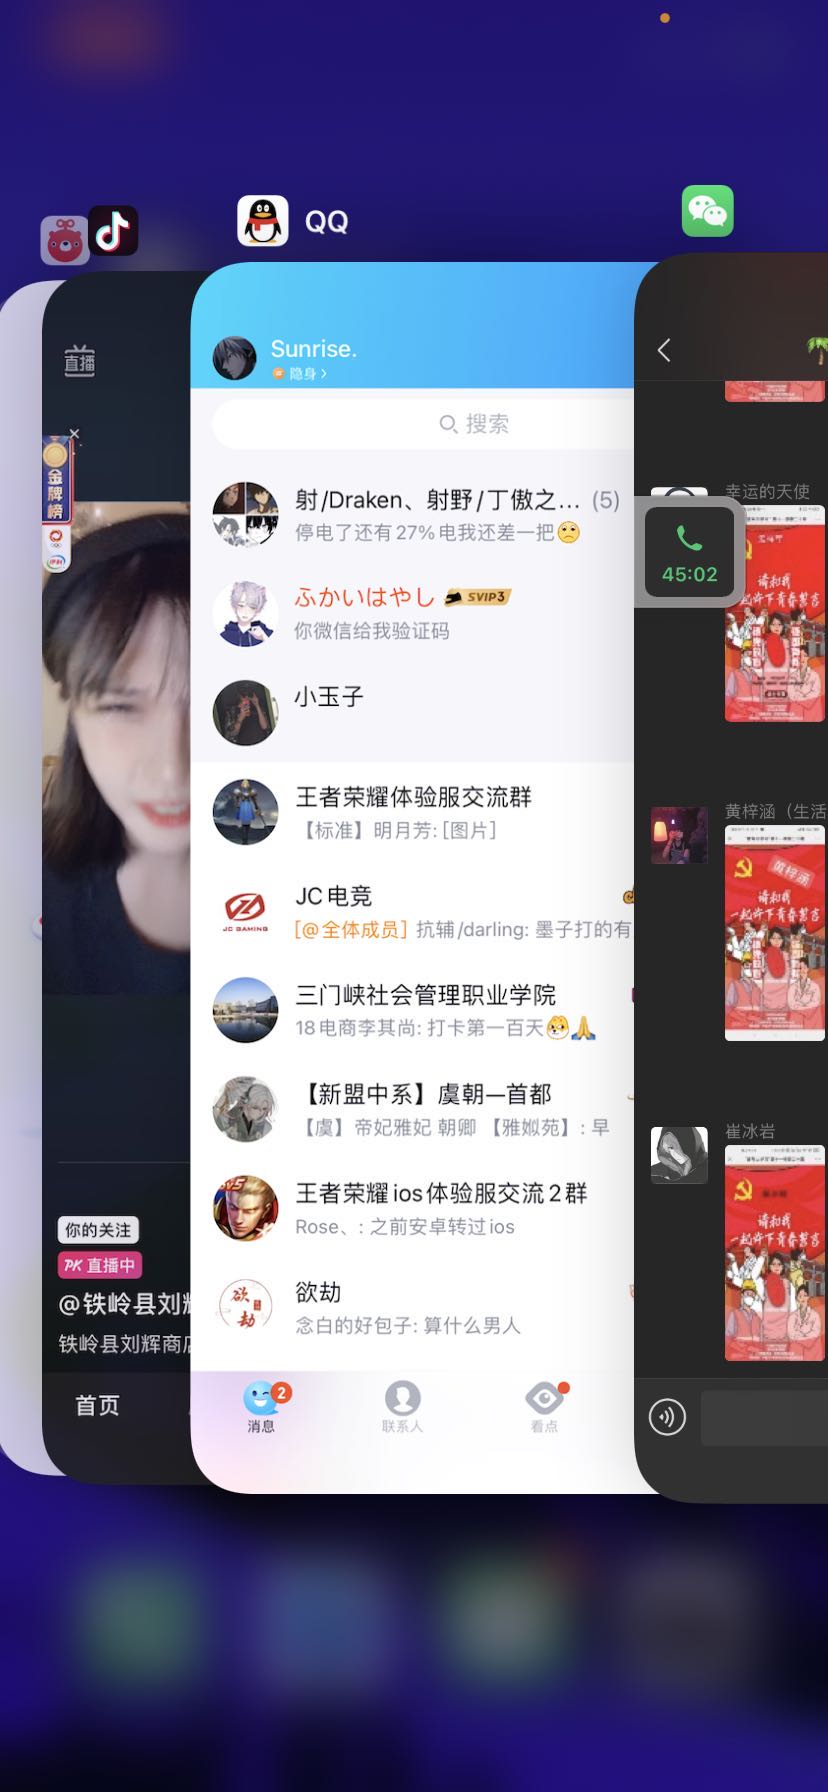 QQ
直播
金牌榜
你的关注
PK 直播中
@铁岭县刘
铁岭县刘辉商
首页
Sunrise.
隐身 >
搜索
射/Draken、射野/丁傲之... (5)
停电了还有27%电我还差一把
ふかいはやし SVIP3
你微信给我验证码
小玉子
王者荣耀体验服交流群
【标准】明月芳: [图片]
JC电竞
JC GAMING
[@全体成员] 抗辅/darling: 墨子打的有
三门峡社会管理职业学院
18电商李其尚: 打卡第一百天
【新盟中系】虞朝—首都
【虞】帝妃雅妃 朝卿 【雅姒苑】: 早
王者荣耀ios体验服交流2群
Rose、: 之前安卓转过ios
欲劫
欲劫
念白的好包子: 算什么男人
2
消息
联系人
看点
幸运的天使
45:02
请和我
一起许下青春誓言
黄梓涵（生活
黄梓涵
请和我
一起许下青春誓言
崔冰岩
请和我
一起许下青春誓言